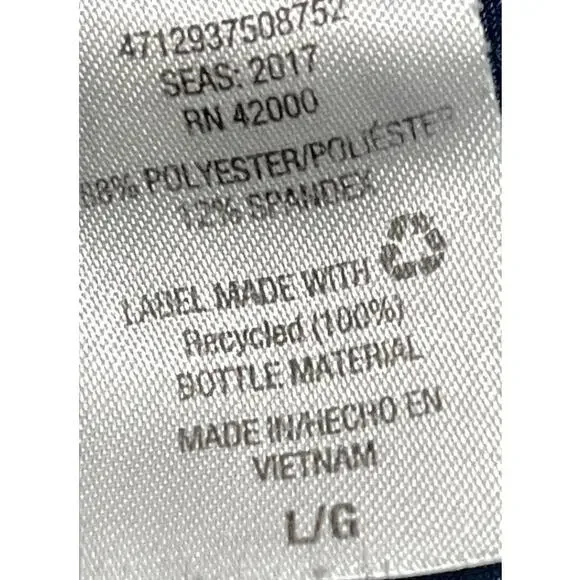 4712937508752
SEAS: 2017
RN 42000
88% POLYESTER/POLIÉSTER
12% SPANDEX
LABEL MADE WITH
Recycled (100%)
BOTTLE MATERIAL
MADE IN/HECHO EN
VIETNAM
L/G